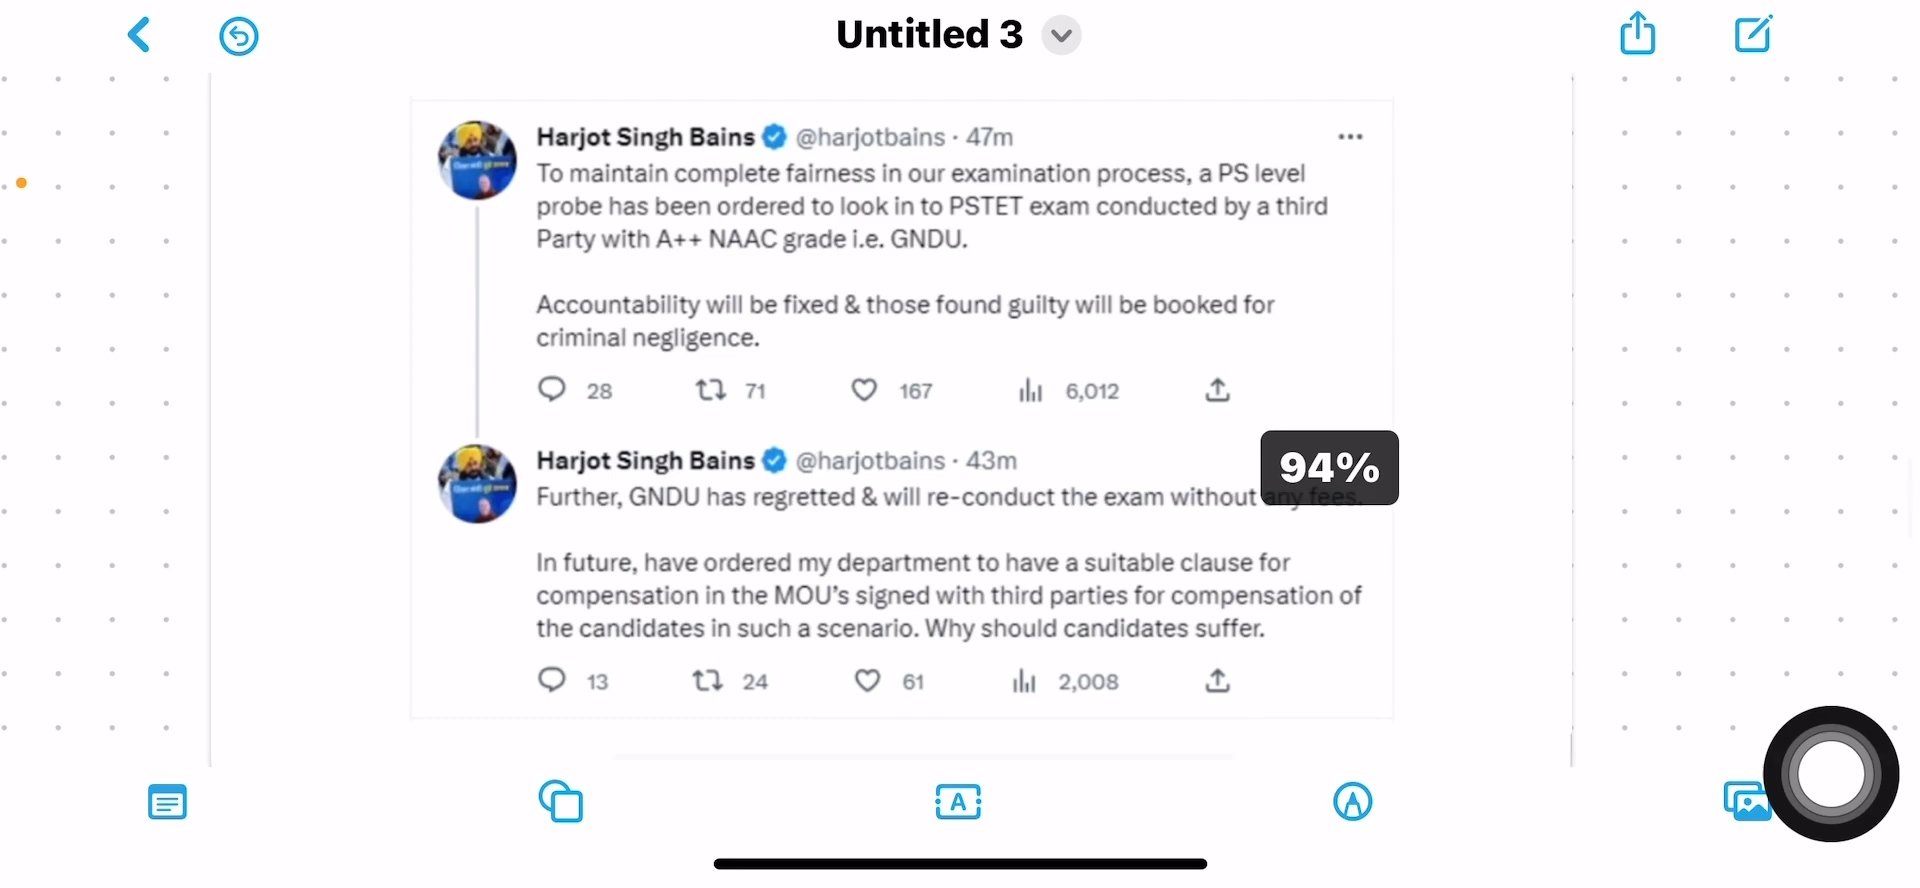 Untitled 3
Harjot Singh Bains @harjotbains · 47m
To maintain complete fairness in our examination process, a PS level
probe has been ordered to look in to PSTET exam conducted by a third
Party with A++ NAAC grade i.e. GNDU.
Accountability will be fixed & those found guilty will be booked for
criminal negligence.
28 71 167 6,012
Harjot Singh Bains @harjotbains · 43m
94%
Further, GNDU has regretted & will re-conduct the exam without any fees.
In future, have ordered my department to have a suitable clause for
compensation in the MOU's signed with third parties for compensation of
the candidates in such a scenario. Why should candidates suffer.
13 24 61 2,008
A